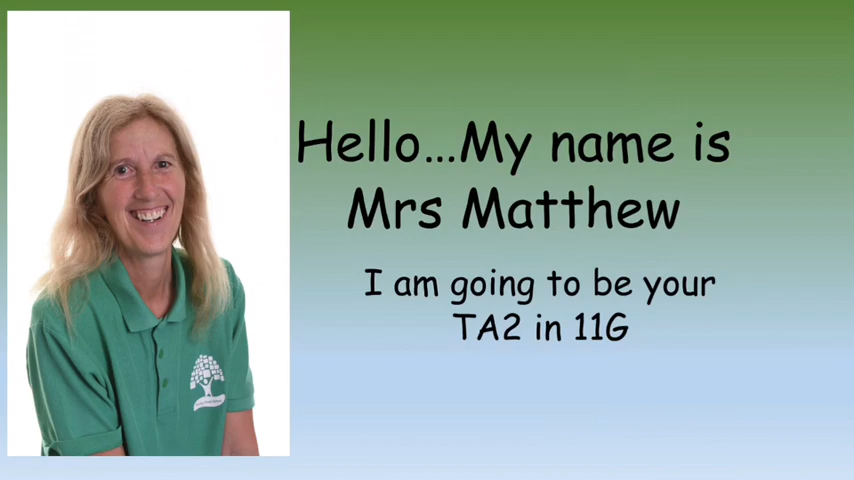 Hello...My name is
Mrs Matthew
I am going to be your
TA2 in 11G